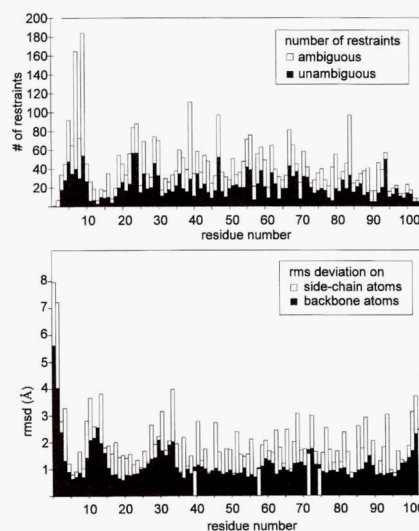 200
180
160
140
120
100
80
60
40
20
# of restraints
number of restraints
ambiguous
unambiguous
10 20 30 40 50 60 70 80 90 100
residue number
8
7
6
5
4
3
2
1
rmsd (Å)
rms deviation on
side-chain atoms
backbone atoms
10 20 30 40 50 60 70 80 90 100
residue number